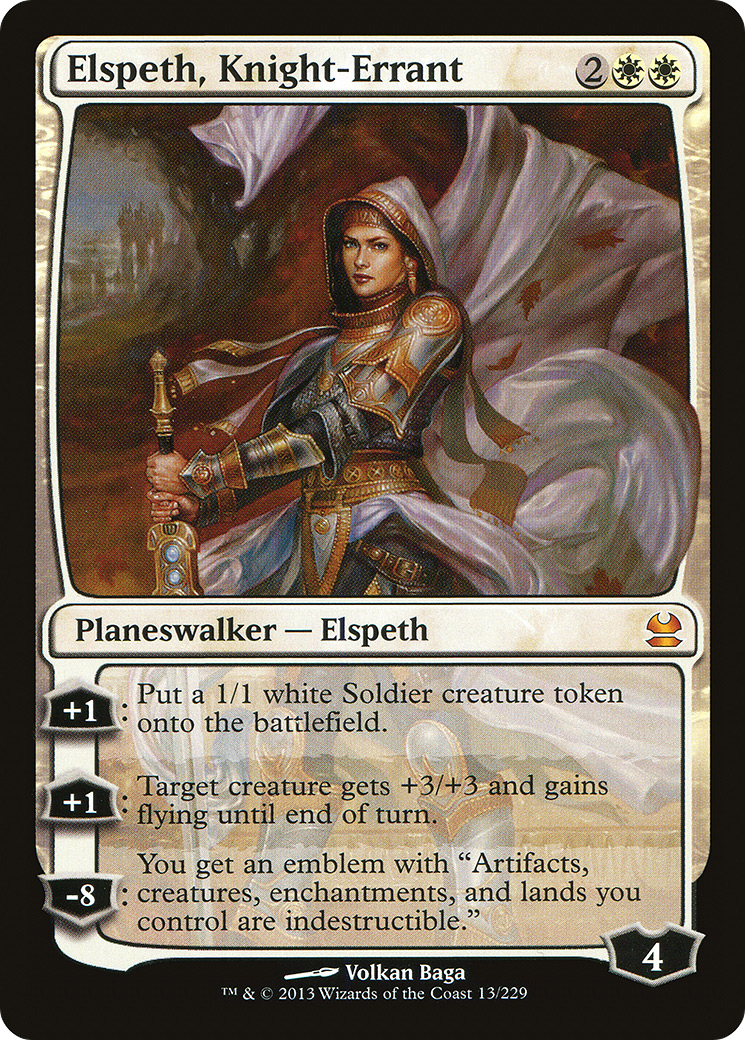 Elspeth, Knight-Errant 2
Planeswalker — Elspeth
+1 : Put a 1/1 white Soldier creature token
onto the battlefield.
+1 : Target creature gets +3/+3 and gains
flying until end of turn.
-8 : You get an emblem with “Artifacts,
creatures, enchantments, and lands you
control are indestructible.”
4
Volkan Baga
™ & © 2013 Wizards of the Coast 13/229